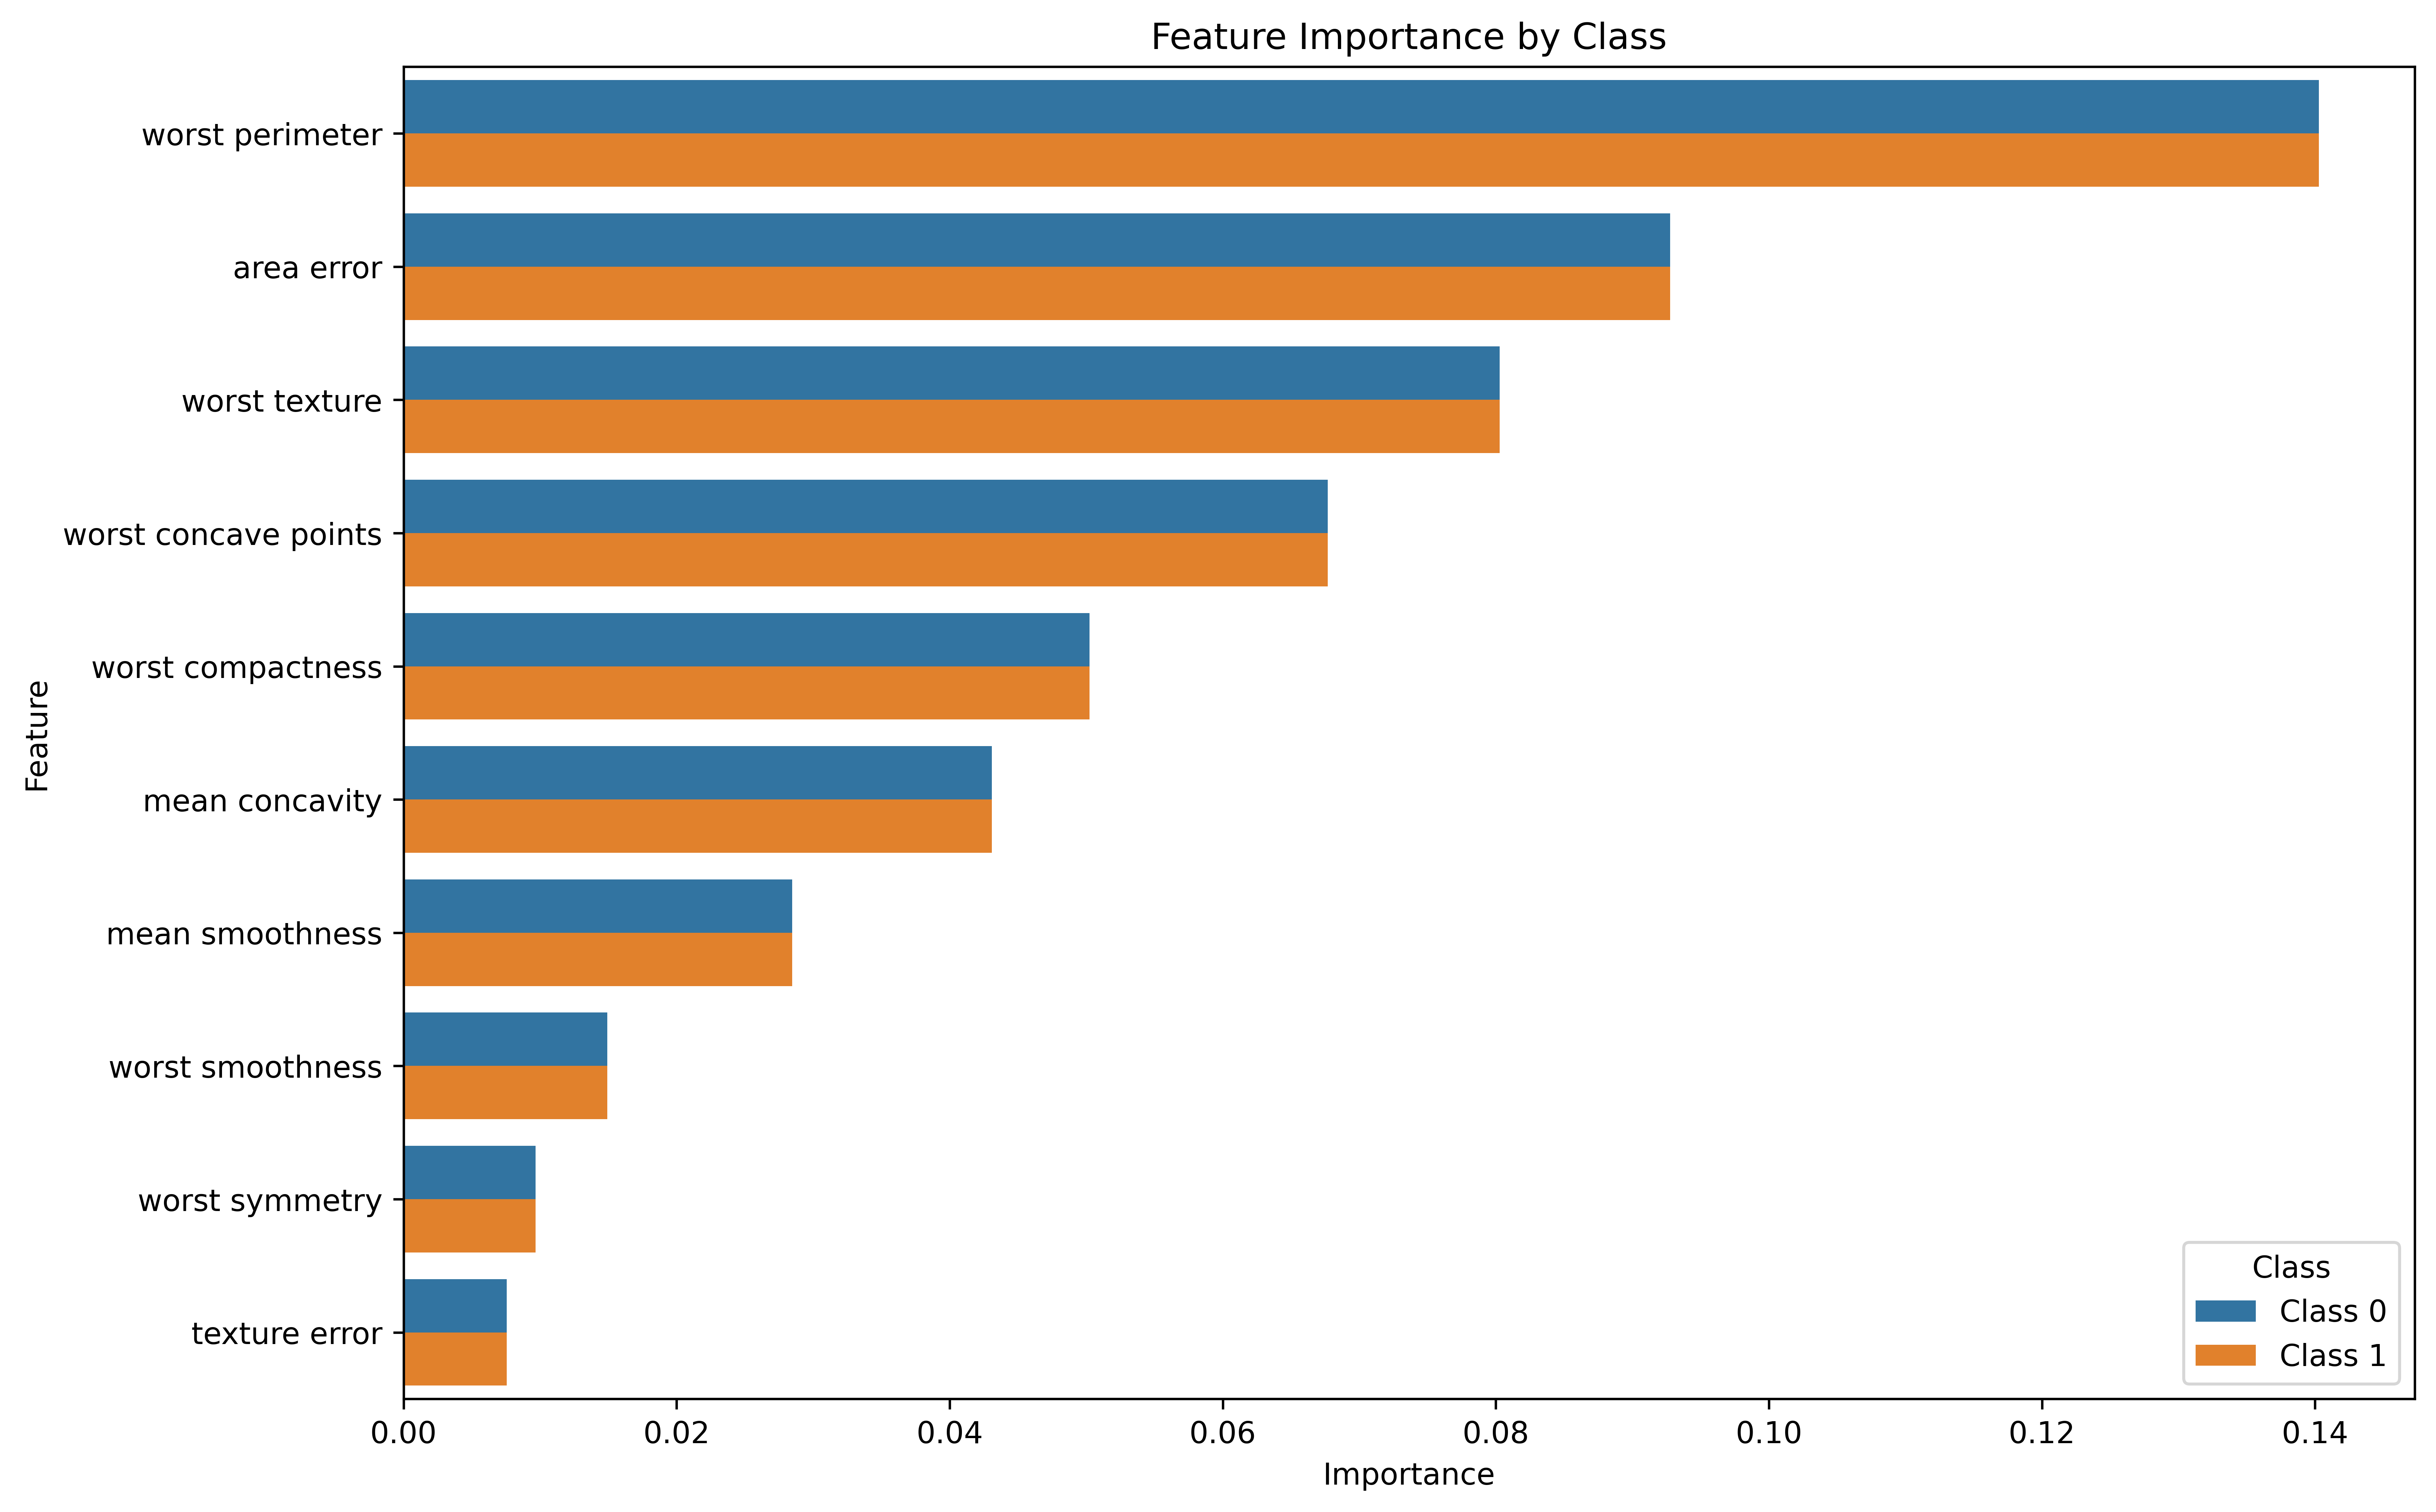 Feature Importance by Class
worst perimeter
area error
worst texture
worst concave points
worst compactness
mean concavity
mean smoothness
worst smoothness
worst symmetry
texture error
Feature
Class
Class 0
Class 1
0.00 0.02 0.04 0.06 0.08 0.10 0.12 0.14
Importance